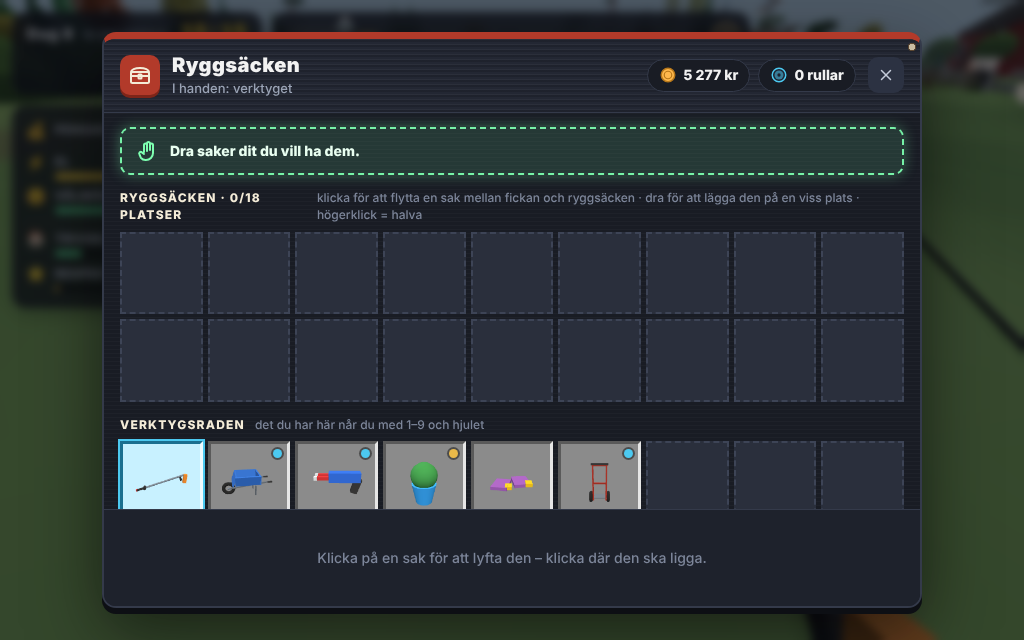 Ryggsäcken
I handen: verktyget
5 277 kr
0 rullar
Dra saker dit du vill ha dem.
RYGGSÄCKEN · 0/18
PLATSER
klicka för att flytta en sak mellan fickan och ryggsäcken · dra för att lägga den på en viss plats ·
högerklick = halva
VERKTYGSRADEN det du har här når du med 1–9 och hjulet
Klicka på en sak för att lyfta den – klicka där den ska ligga.